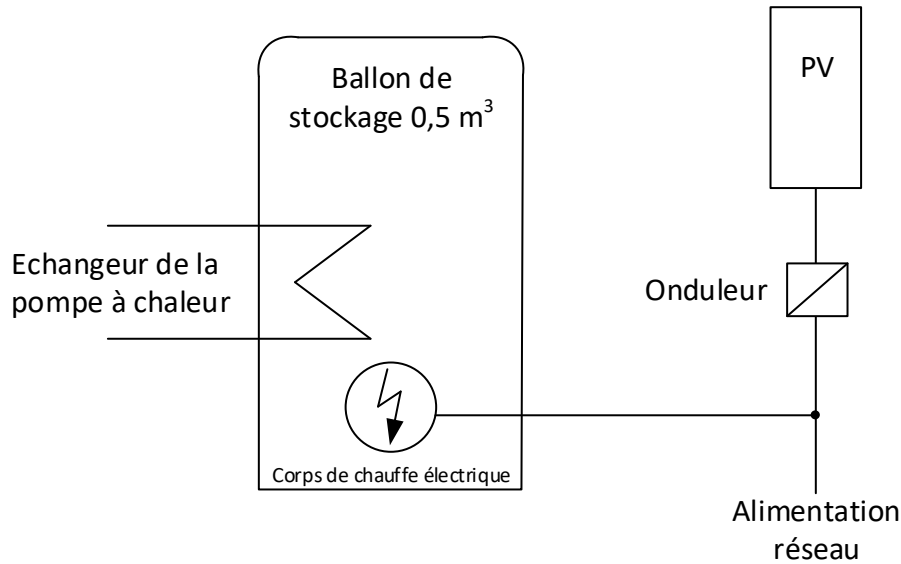 Ballon de
stockage 0,5 m³
PV
Echangeur de la
pompe à chaleur
Onduleur
Corps de chauffe électrique
Alimentation
réseau